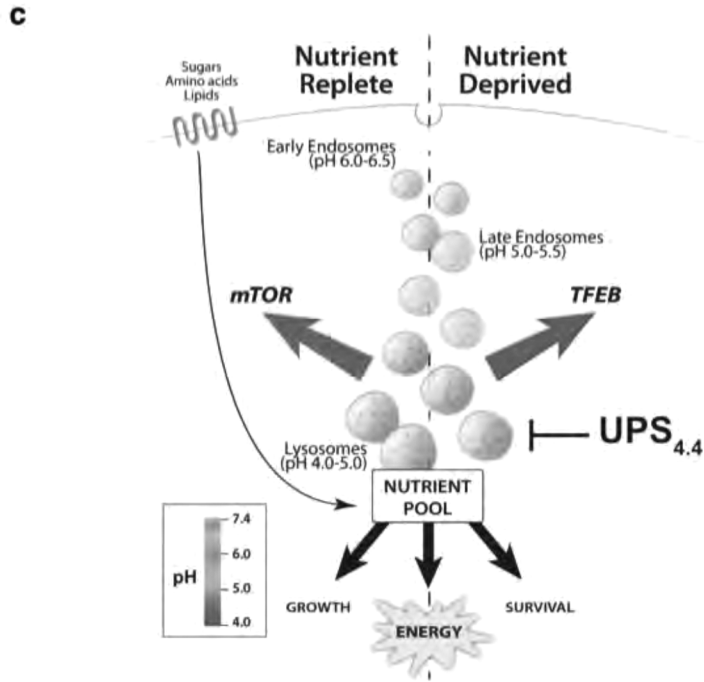 c
Nutrient
Replete
Nutrient
Deprived
Sugars
Amino acids
Lipids
Early Endosomes
(pH 6.0-6.5)
Late Endosomes
(pH 5.0-5.5)
mTOR
TFEB
UPS4.4
Lysosomes
(pH 4.0-5.0)
NUTRIENT
POOL
pH
7.4
6.0
5.0
4.0
GROWTH
ENERGY
SURVIVAL